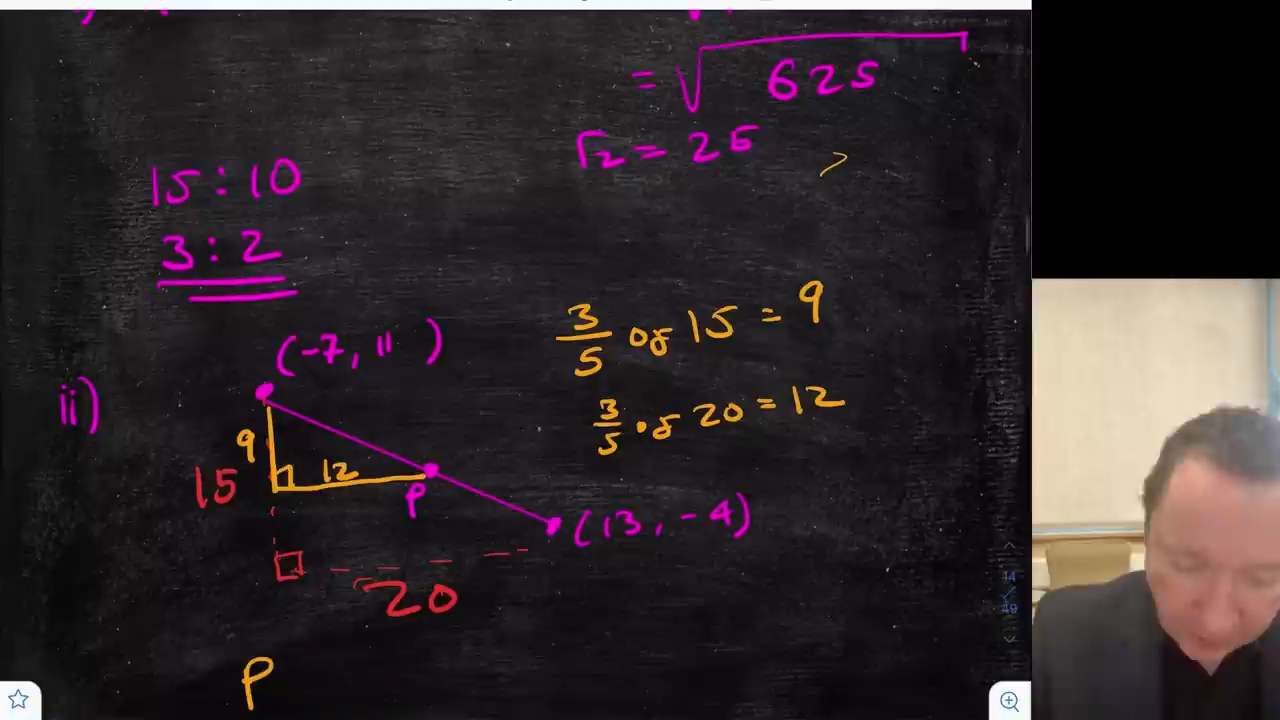 = √625
r₂ = 25
15 : 10
3 : 2
ii)
(-7, 11)
3/5 of 15 = 9
3/5 of 20 = 12
9
12
15
P
(13, -4)
20
P